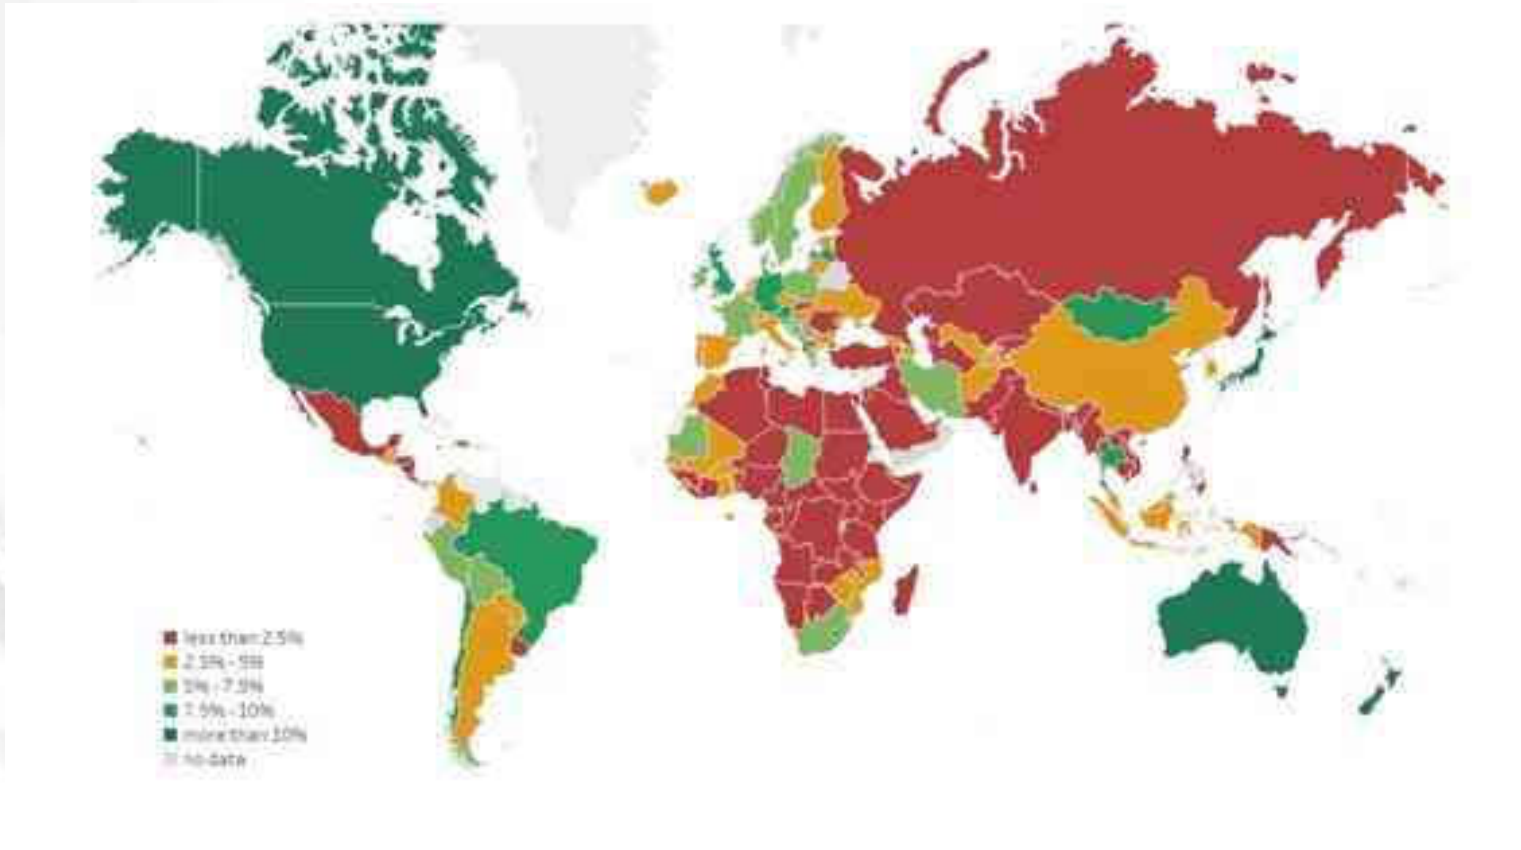 less than 2.5%
2.5% - 5%
5% - 7.5%
7.5% - 10%
more than 10%
no data